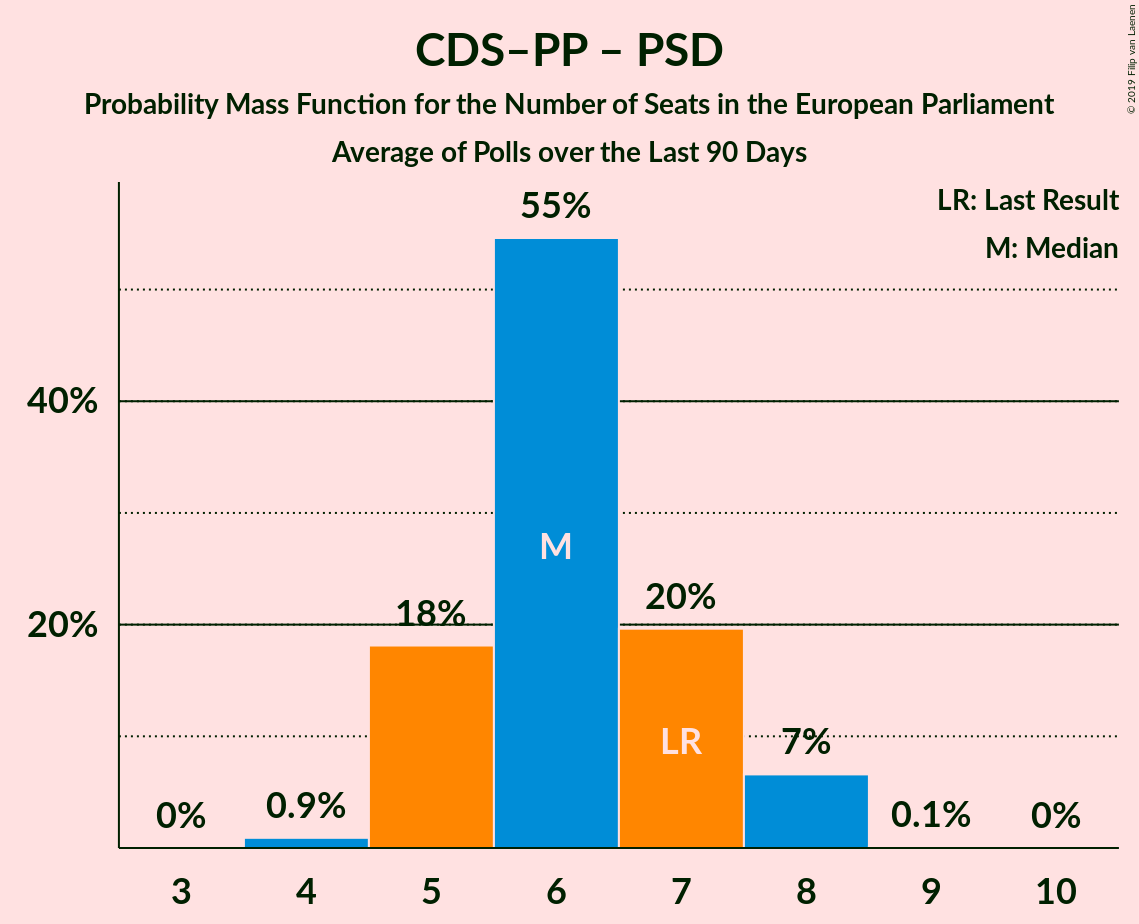 CDS–PP – PSD
Probability Mass Function for the Number of Seats in the European Parliament
Average of Polls over the Last 90 Days
© 2019 Filip van Laenen
LR: Last Result
M: Median
55%
40%
M
20%
18%
20%
LR
7%
0%
0.9%
0.1%
0%
3 4 5 6 7 8 9 10